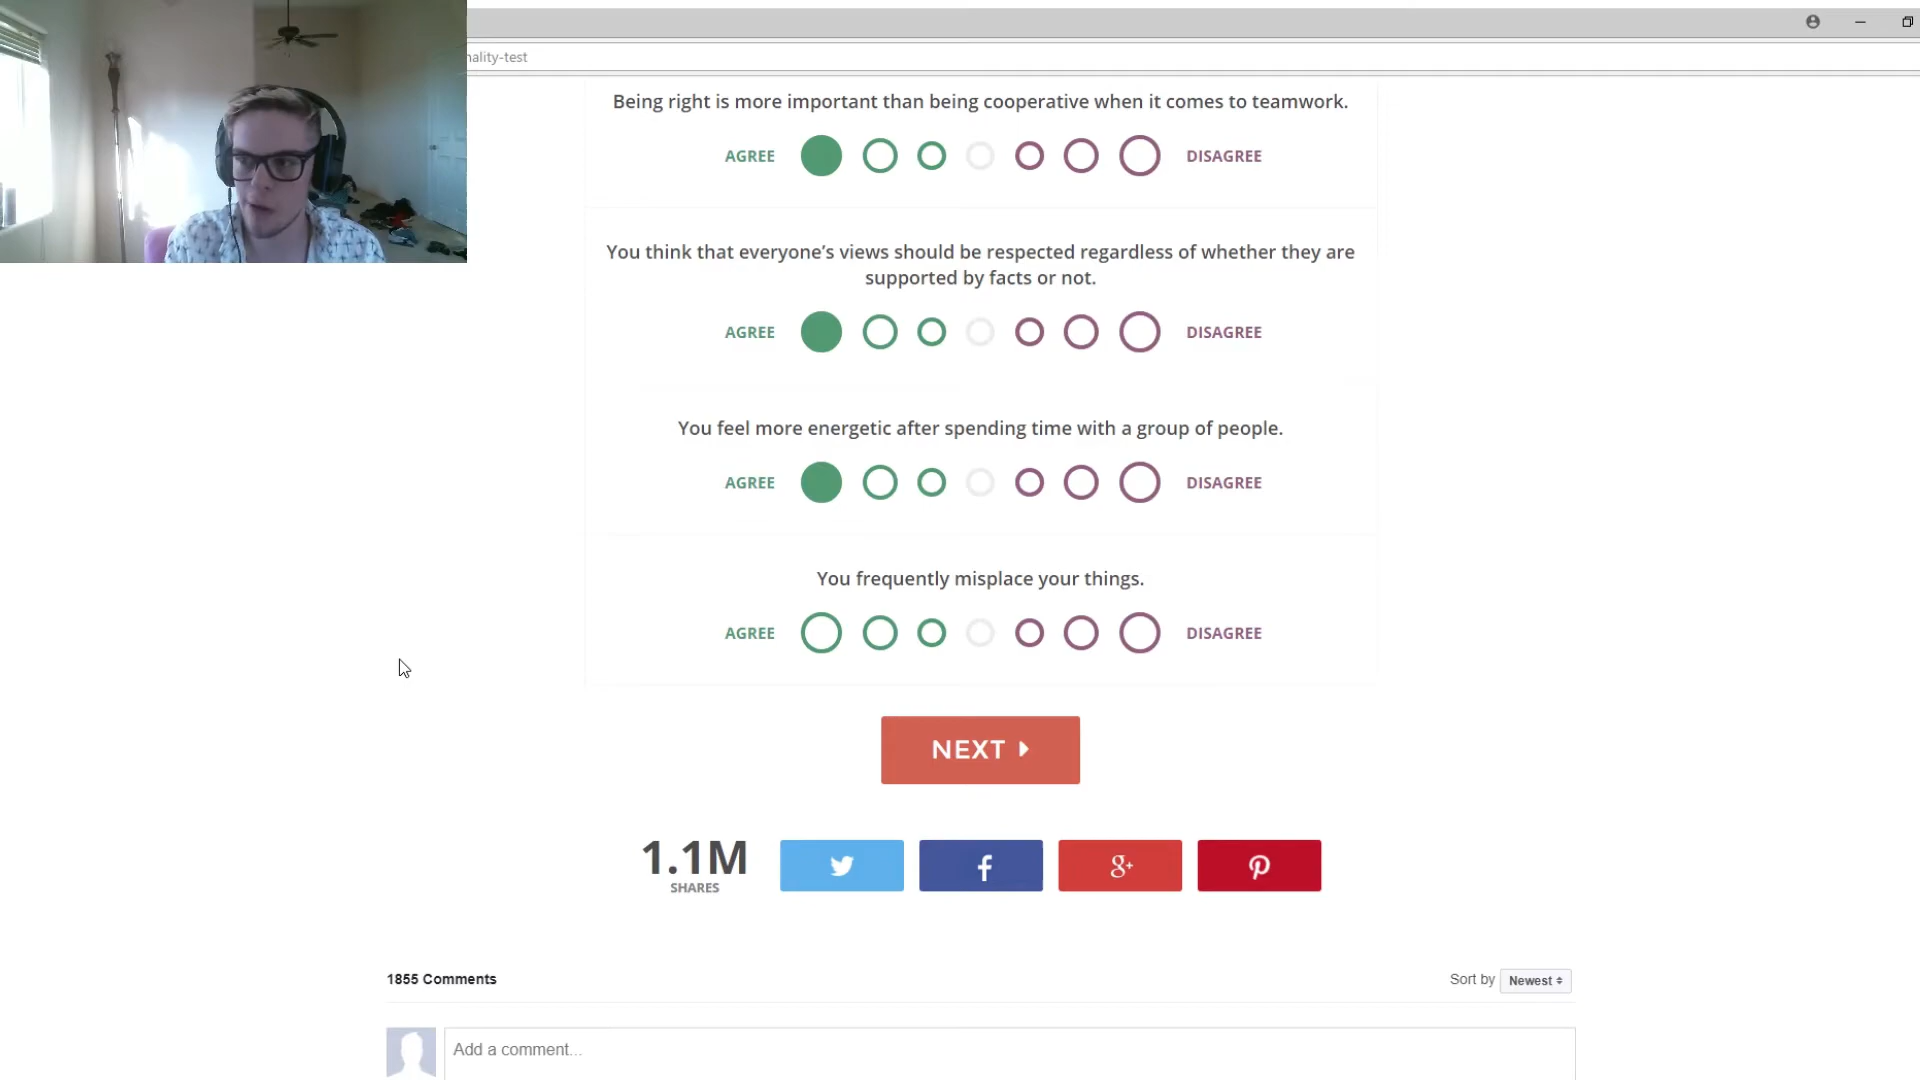 nality-test
Being right is more important than being cooperative when it comes to teamwork.
AGREE DISAGREE
You think that everyone’s views should be respected regardless of whether they are
supported by facts or not.
AGREE DISAGREE
You feel more energetic after spending time with a group of people.
AGREE DISAGREE
You frequently misplace your things.
AGREE DISAGREE
NEXT
1.1M
SHARES
1855 Comments
Sort by Newest
Add a comment...